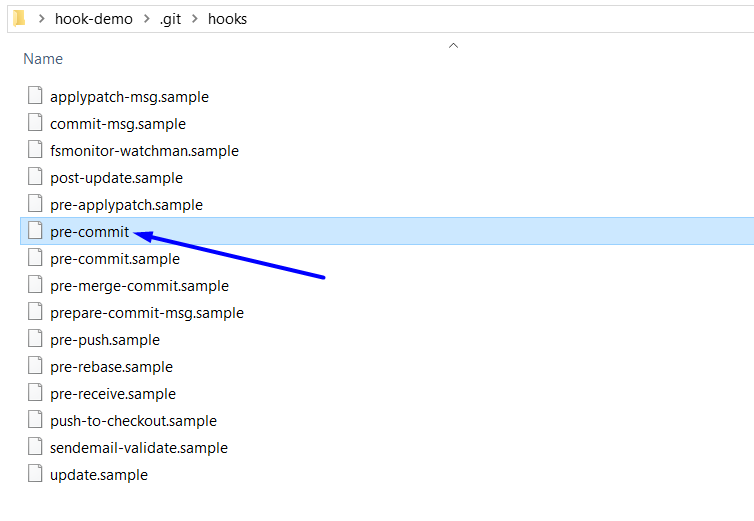 hook-demo > .git > hooks
Name
applypatch-msg.sample
commit-msg.sample
fsmonitor-watchman.sample
post-update.sample
pre-applypatch.sample
pre-commit
pre-commit.sample
pre-merge-commit.sample
prepare-commit-msg.sample
pre-push.sample
pre-rebase.sample
pre-receive.sample
push-to-checkout.sample
sendemail-validate.sample
update.sample